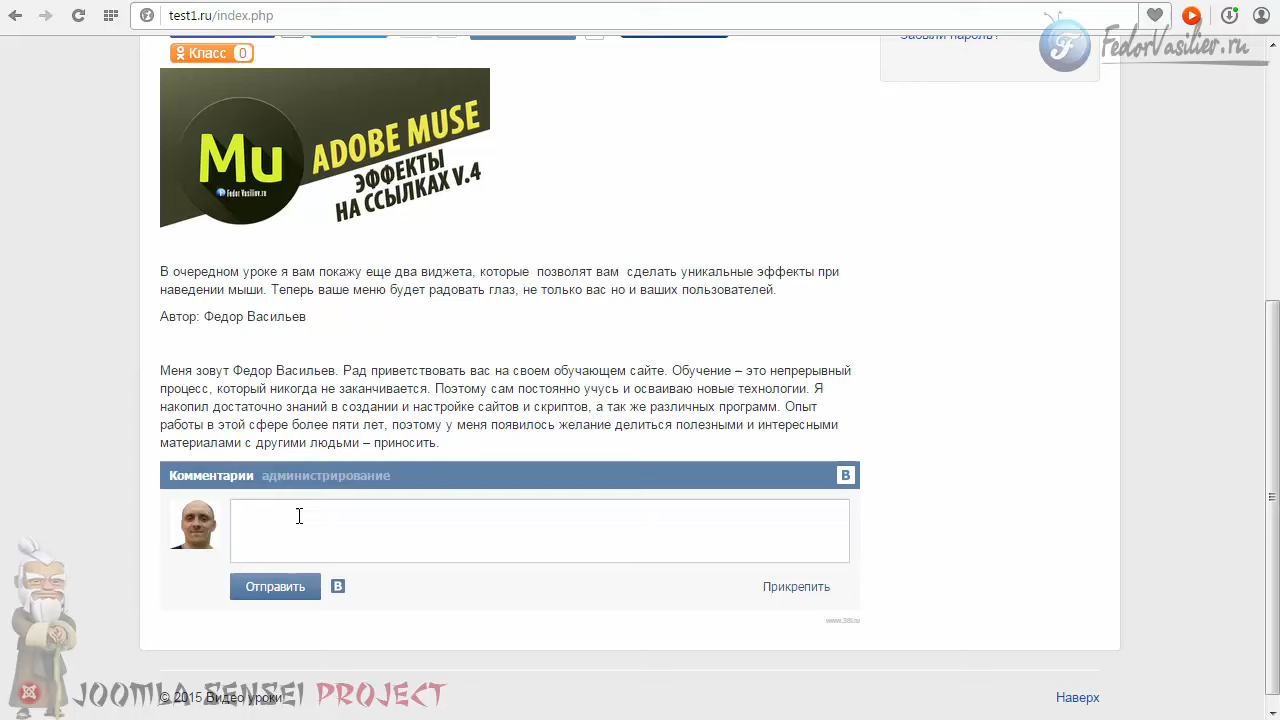 test1.ru/index.php
Забыли пароль?
FedorVasiliev.ru
Класс 0
Mu
Fedor Vasiliev.ru
ADOBE MUSE
ЭФФЕКТЫ
НА ССЫЛКАХ V.4
В очередном уроке я вам покажу еще два виджета, которые позволят вам сделать уникальные эффекты при
наведении мыши. Теперь ваше меню будет радовать глаз, не только вас но и ваших пользователей.
Автор: Федор Васильев
Меня зовут Федор Васильев. Рад приветствовать вас на своем обучающем сайте. Обучение – это непрерывный
процесс, который никогда не заканчивается. Поэтому сам постоянно учусь и осваиваю новые технологии. Я
накопил достаточно знаний в создании и настройке сайтов и скриптов, а так же различных программ. Опыт
работы в этой сфере более пяти лет, поэтому у меня появилось желание делиться полезными и интересными
материалами с другими людьми – приносить.
Комментарии администрирование B
Отправить B Прикрепить
© 2015 Видео уроки
Наверх
JOOMLA SENSEI PROJECT